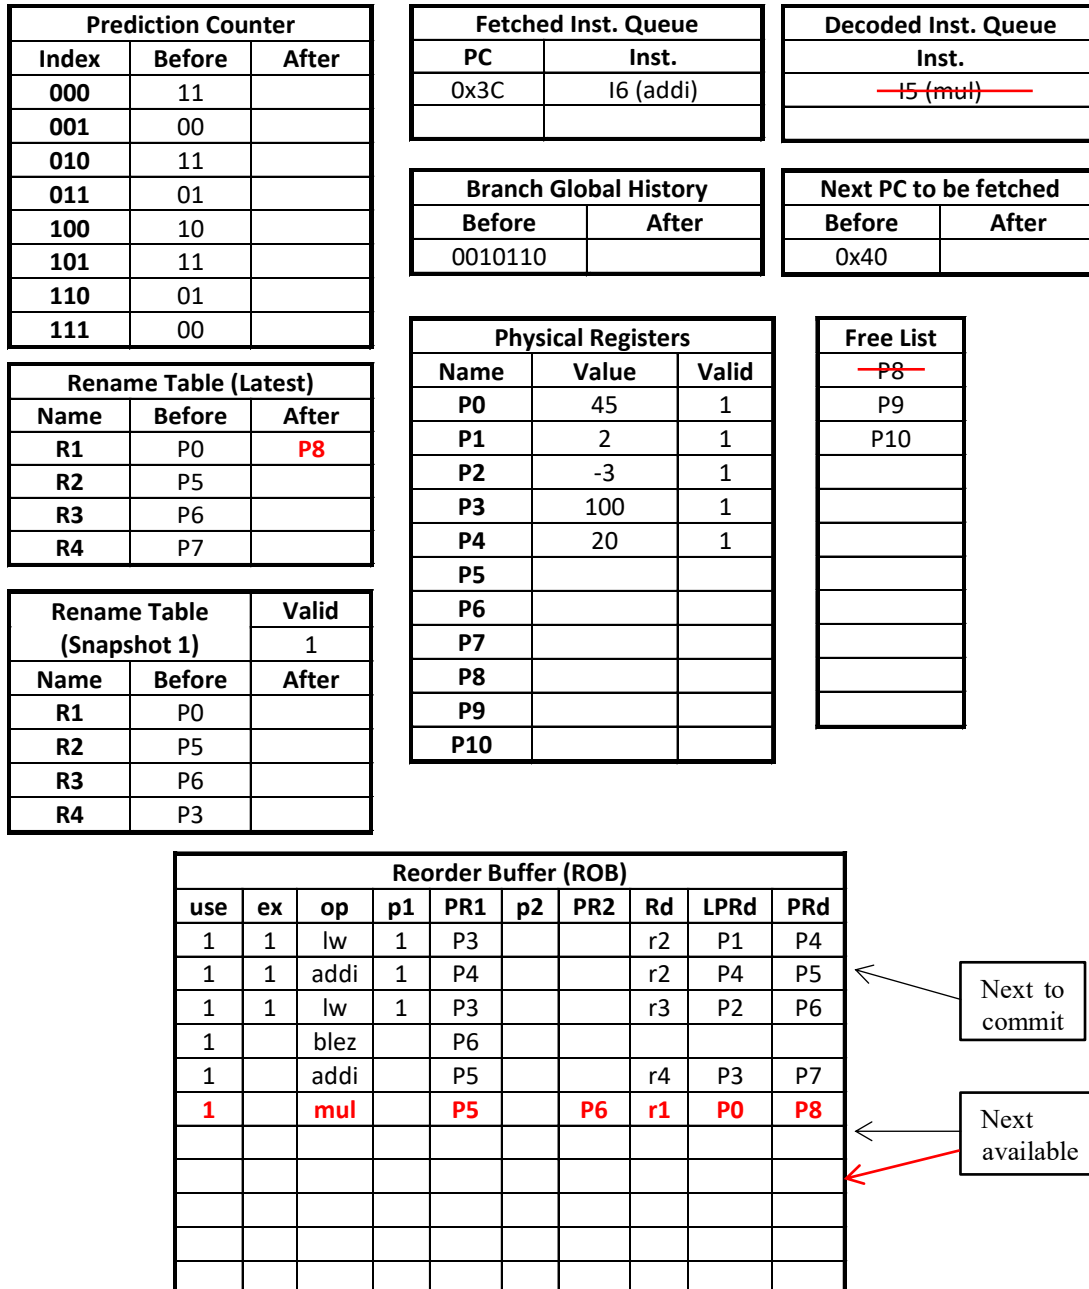 Prediction Counter
Index Before After
000 11
001 00
010 11
011 01
100 10
101 11
110 01
111 00
Fetched Inst. Queue
PC Inst.
0x3C I6 (addi)
Decoded Inst. Queue
Inst.
I5 (mul)
Branch Global History
Before After
0010110
Next PC to be fetched
Before After
0x40
Rename Table (Latest)
Name Before After
R1 P0 P8
R2 P5
R3 P6
R4 P7
Rename Table Valid
(Snapshot 1) 1
Name Before After
R1 P0
R2 P5
R3 P6
R4 P3
Physical Registers
Name Value Valid
P0 45 1
P1 2 1
P2 -3 1
P3 100 1
P4 20 1
P5
P6
P7
P8
P9
P10
Free List
P8
P9
P10
Reorder Buffer (ROB)
use ex op p1 PR1 p2 PR2 Rd LPRd PRd
1 1 lw 1 P3 r2 P1 P4
1 1 addi 1 P4 r2 P4 P5
1 1 lw 1 P3 r3 P2 P6
1 blez P6
1 addi P5 r4 P3 P7
1 mul P5 P6 r1 P0 P8
Next to
commit
Next
available